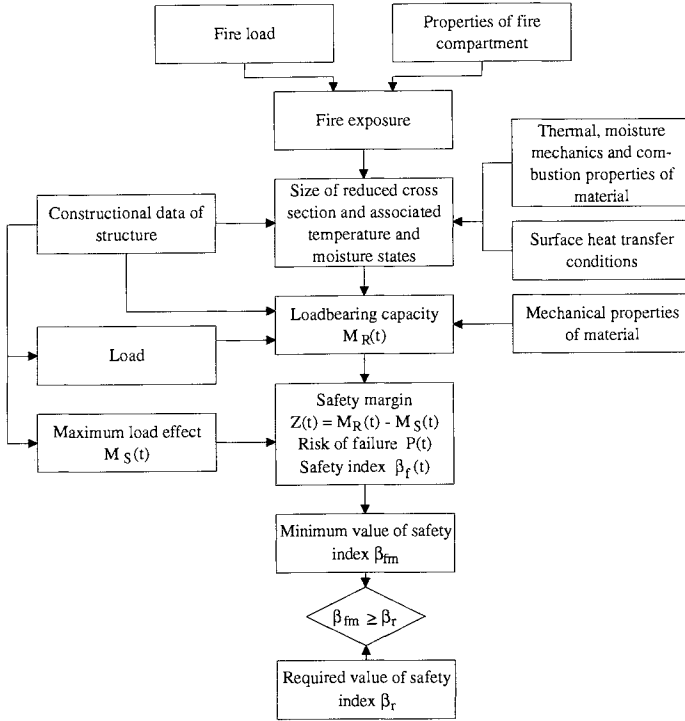 Fire load
Properties of fire
compartment
Fire exposure
Thermal, moisture
mechanics and com-
bustion properties of
material
Constructional data of
structure
Size of reduced cross
section and associated
temperature and
moisture states
Surface heat transfer
conditions
Loadbearing capacity
M R(t)
Mechanical properties
of material
Load
Safety margin
Z(t) = M R(t) - M S(t)
Risk of failure P(t)
Safety index β f (t)
Maximum load effect
M S(t)
Minimum value of safety
index β fm
β fm ≥ β r
Required value of safety
index β r